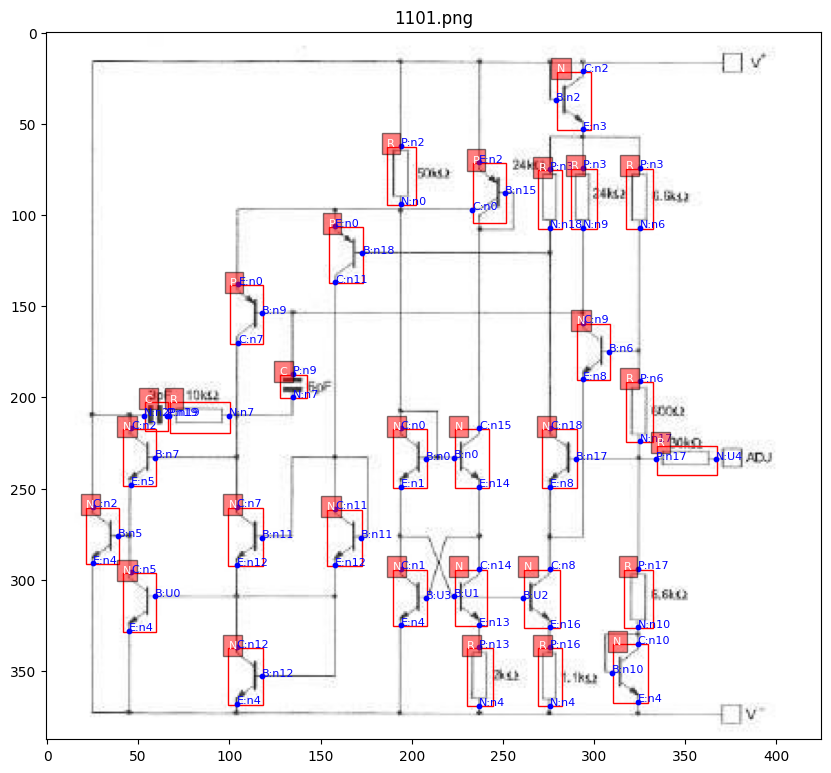 1101.png
0
50
100
150
200
250
300
350
0 50 100 150 200 250 300 350 400
V+
N C:n2
B:n2
E:n3
R P:n2
50kΩ
N:n0
P E:n2
B:n15
C:n0
24kΩ
R P:n3
N:n18
R P:n3
24kΩ
N:n9
R P:n3
6.6kΩ
N:n6
P E:n0
B:n18
C:n11
P E:n0
B:n9
C:n7
N C:n9
B:n6
E:n8
C P:n9
5pF
N:n7
C
R 10kΩ
N:n7
R P:n6
600Ω
N:n17
N C:n2
B:n7
E:n5
N C:n0
B:n0
E:n1
N C:n15
B:n0
E:n14
N C:n18
B:n17
E:n8
R
P:n17
N:U4
ADJ
N C:n2
B:n5
E:n4
N C:n7
B:n11
E:n12
N C:n11
B:n11
E:n12
N C:n5
B:U0
E:n4
N C:n1
B:U3
E:n4
N C:n14
B:U1
E:n13
N C:n8
B:U2
E:n16
R P:n17
6.6kΩ
N:n10
N C:n12
B:n12
E:n4
R P:n13
2kΩ
N:n4
R P:n16
1.1kΩ
N:n4
N C:n10
B:n10
E:n4
V-